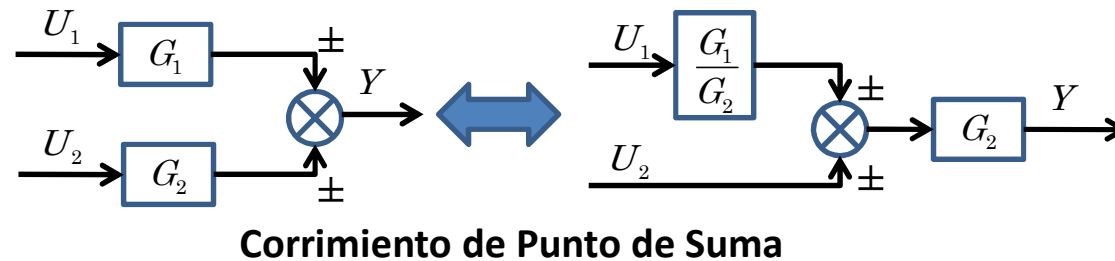 U₁
G₁
±
Y
U₂
G₂
±
U₁
G₁
G₂
±
U₂
±
G₂
Y
Corrimiento de Punto de Suma